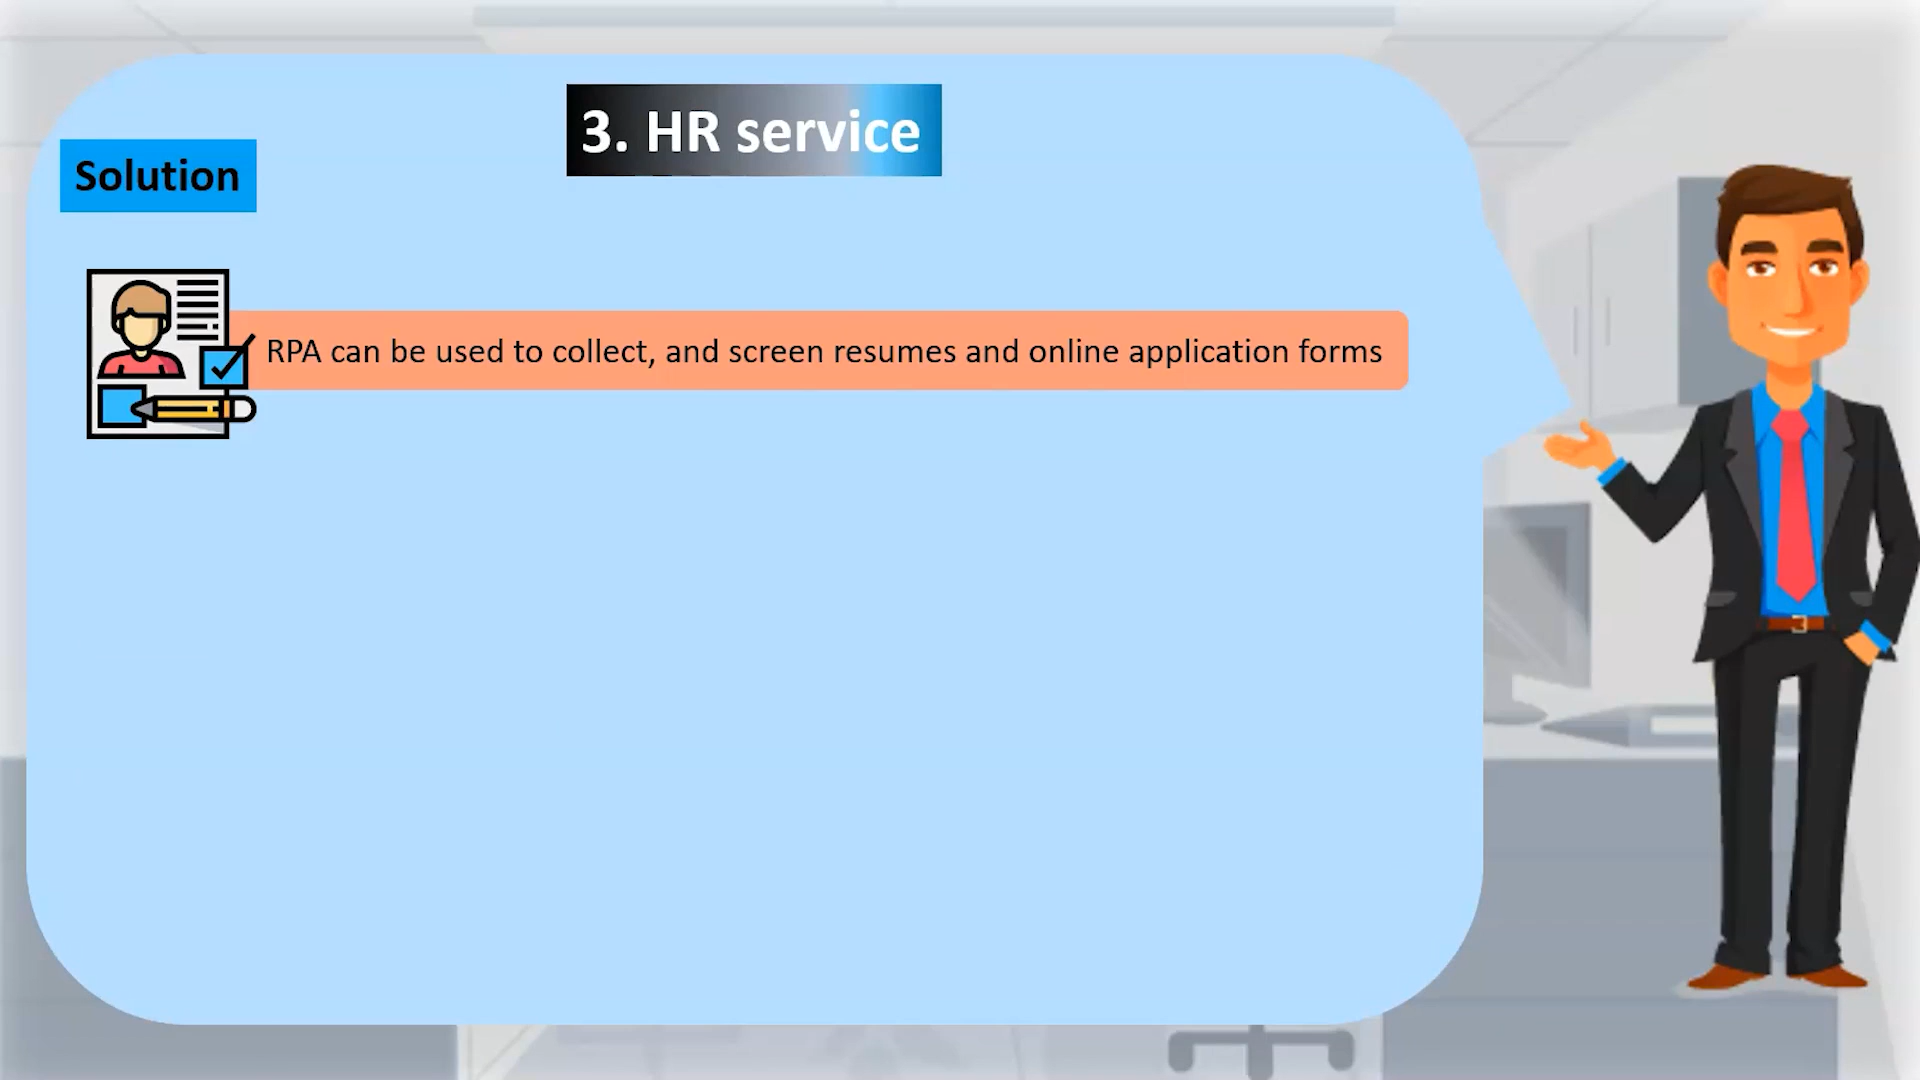 3. HR service
Solution
RPA can be used to collect, and screen resumes and online application forms